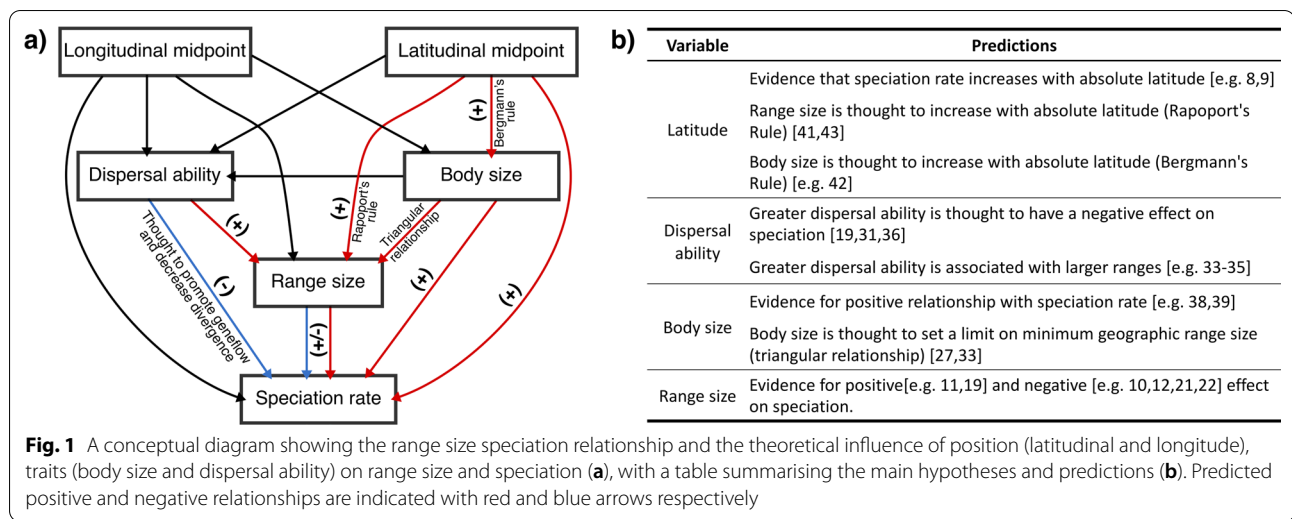 a)
Longitudinal midpoint
Latitudinal midpoint
(+)
Bergmann's
rule
Dispersal ability
Body size
(+)
(+)
Rapoport's
rule
Triangular
relationship
Thought to promote geneflow
and decrease divergence
(-)
Range size
(+/-)
(+)
(+)
Speciation rate
b)
Variable Predictions
Latitude
Evidence that speciation rate increases with absolute latitude [e.g. 8,9]
Range size is thought to increase with absolute latitude (Rapoport's
Rule) [41,43]
Body size is thought to increase with absolute latitude (Bergmann's
Rule) [e.g. 42]
Dispersal
ability
Greater dispersal ability is thought to have a negative effect on
speciation [19,31,36]
Greater dispersal ability is associated with larger ranges [e.g. 33-35]
Body size
Evidence for positive relationship with speciation rate [e.g. 38,39]
Body size is thought to set a limit on minimum geographic range size
(triangular relationship) [27,33]
Range size
Evidence for positive[e.g. 11,19] and negative [e.g. 10,12,21,22] effect
on speciation.
Fig. 1 A conceptual diagram showing the range size speciation relationship and the theoretical influence of position (latitudinal and longitude),
traits (body size and dispersal ability) on range size and speciation (a), with a table summarising the main hypotheses and predictions (b). Predicted
positive and negative relationships are indicated with red and blue arrows respectively